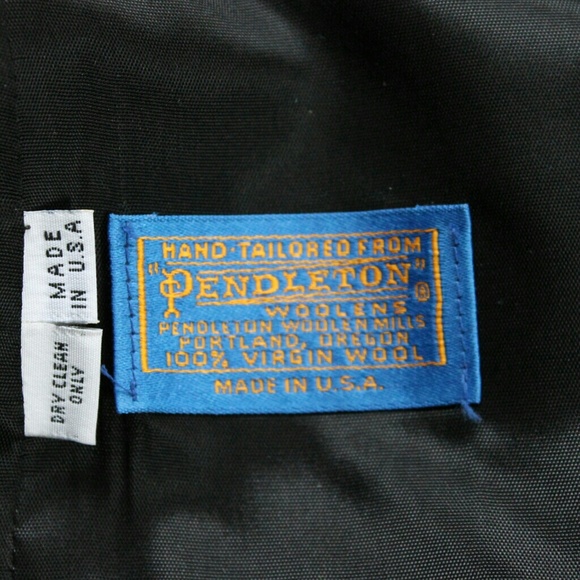 MADE
IN U.S.A
DRY CLEAN
ONLY
HAND-TAILORED FROM
"PENDLETON"®
WOOLENS
PENDLETON WOOLEN MILLS
PORTLAND, OREGON
100% VIRGIN WOOL
MADE IN U.S.A.